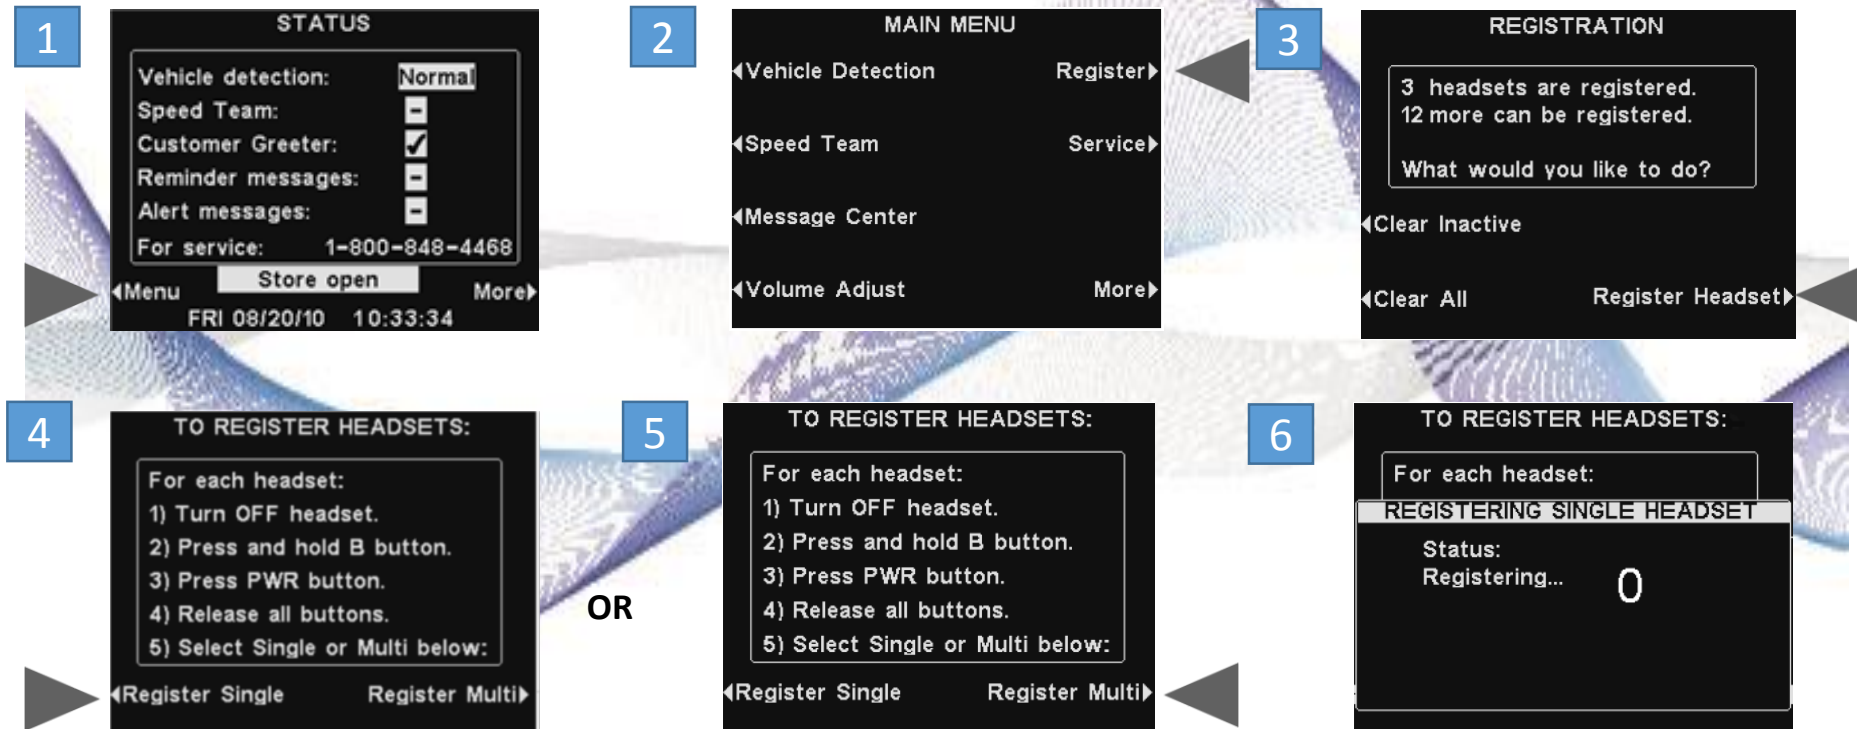 1
STATUS
Vehicle detection: Normal
Speed Team: -
Customer Greeter: ✓
Reminder messages: -
Alert messages: -
For service: 1-800-848-4468
Store open
Menu More
FRI 08/20/10 10:33:34
2
MAIN MENU
Vehicle Detection Register
Speed Team Service
Message Center
Volume Adjust More
3
REGISTRATION
3 headsets are registered.
12 more can be registered.
What would you like to do?
Clear Inactive
Clear All Register Headset
4
TO REGISTER HEADSETS:
For each headset:
1) Turn OFF headset.
2) Press and hold B button.
3) Press PWR button.
4) Release all buttons.
5) Select Single or Multi below:
Register Single Register Multi
OR
5
TO REGISTER HEADSETS:
For each headset:
1) Turn OFF headset.
2) Press and hold B button.
3) Press PWR button.
4) Release all buttons.
5) Select Single or Multi below:
Register Single Register Multi
6
TO REGISTER HEADSETS:
For each headset:
REGISTERING SINGLE HEADSET
Status:
Registering... 0